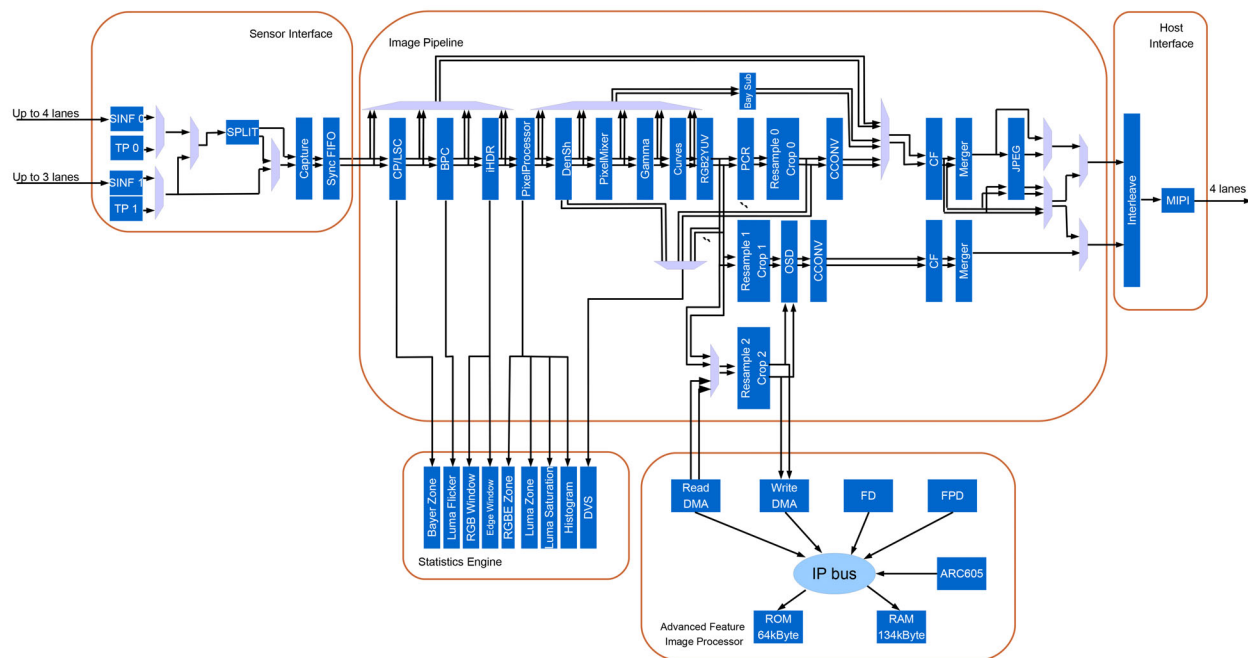 Sensor Interface
Image Pipeline
Host
Interface
Up to 4 lanes
SINF 0
TP 0
Up to 3 lanes
SINF 1
TP 1
SPLIT
Capture
Sync FIFO
CP/LSC
BPC
iHDR
PixelProcessor
DenSh
PixelMixer
Gamma
Curves
RGB2YUV
Bay Sub
PCR
Resample 0
Crop 0
CCONV
CF
Merger
JPEG
Interleave
MIPI
4 lanes
Resample 1
Crop 1
OSD
CCONV
CF
Merger
Resample 2
Crop 2
Bayer Zone
Luma Flicker
RGB Window
Edge Window
RGBE Zone
Luma Zone
Luma Saturation
Histogram
DVS
Statistics Engine
Read
DMA
Write
DMA
FD
FPD
IP bus
ARC605
ROM
64kByte
RAM
134kByte
Advanced Feature
Image Processor